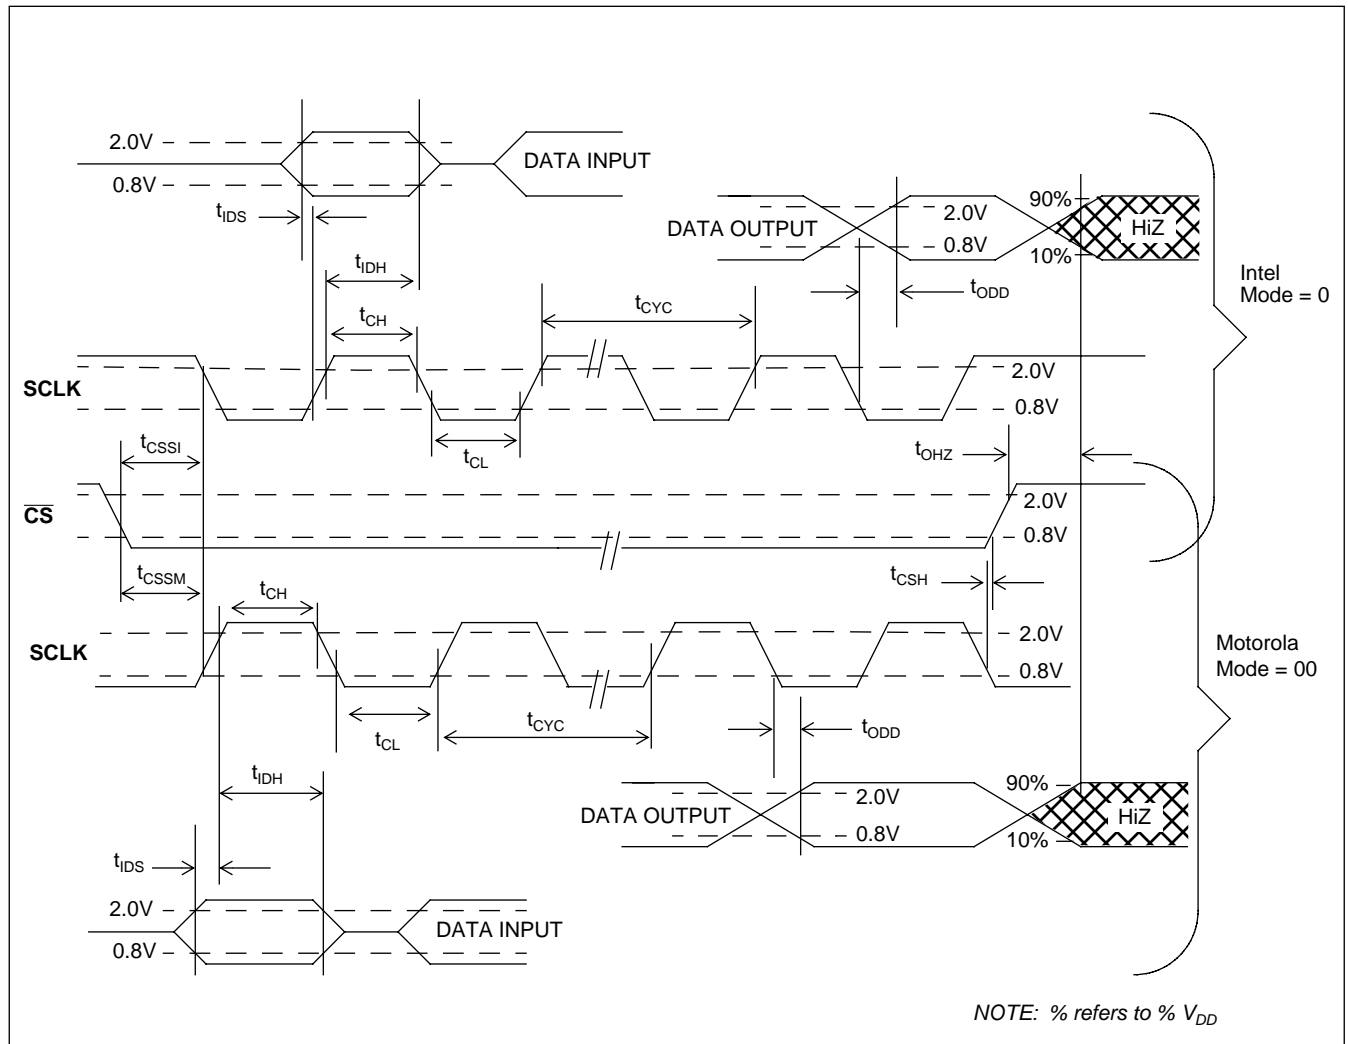 2.0V
DATA INPUT
0.8V
tIDS
90%
2.0V
DATA OUTPUT
HiZ
0.8V
10%
tIDH
Intel
Mode = 0
tODD
tCYC
tCH
2.0V
SCLK
0.8V
tCSSI
tCL
tOHZ
2.0V
CS
0.8V
tCSSM
tCSH
tCH
2.0V
SCLK
0.8V
Motorola
Mode = 00
tCYC
tODD
tCL
tIDH
90%
2.0V
DATA OUTPUT
HiZ
0.8V
10%
tIDS
2.0V
DATA INPUT
0.8V
NOTE: % refers to % VDD